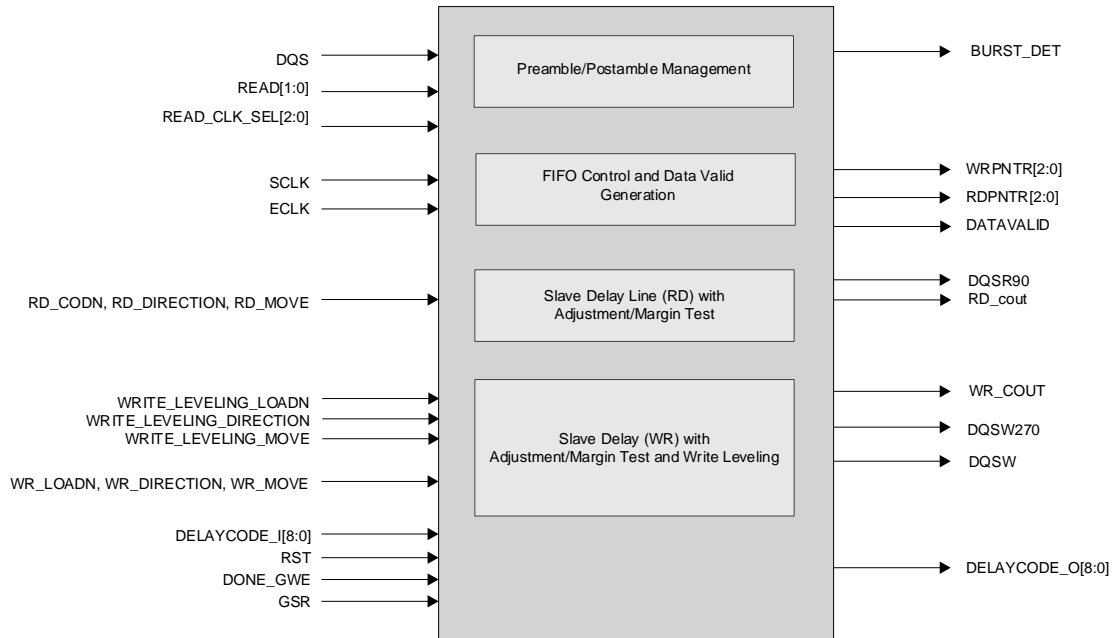 DQS
READ[1:0]
READ_CLK_SEL[2:0]
SCLK
ECLK
RD_CODN, RD_DIRECTION, RD_MOVE
WRITE_LEVELING_LOADN
WRITE_LEVELING_DIRECTION
WRITE_LEVELING_MOVE
WR_LOADN, WR_DIRECTION, WR_MOVE
DELAYCODE_I[8:0]
RST
DONE_GWE
GSR
Preamble/Postamble Management
FIFO Control and Data Valid
Generation
Slave Delay Line (RD) with
Adjustment/Margin Test
Slave Delay (WR) with
Adjustment/Margin Test and Write Leveling
BURST_DET
WRPNTR[2:0]
RDPNTR[2:0]
DATAVALID
DQSR90
RD_cout
WR_COUT
DQSW270
DQSW
DELAYCODE_O[8:0]